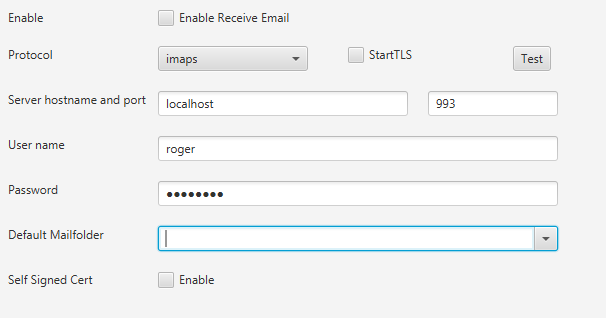 Enable Enable Receive Email
Protocol imaps StartTLS Test
Server hostname and port localhost 993
User name roger
Password ●●●●●●●●
Default Mailfolder
Self Signed Cert Enable